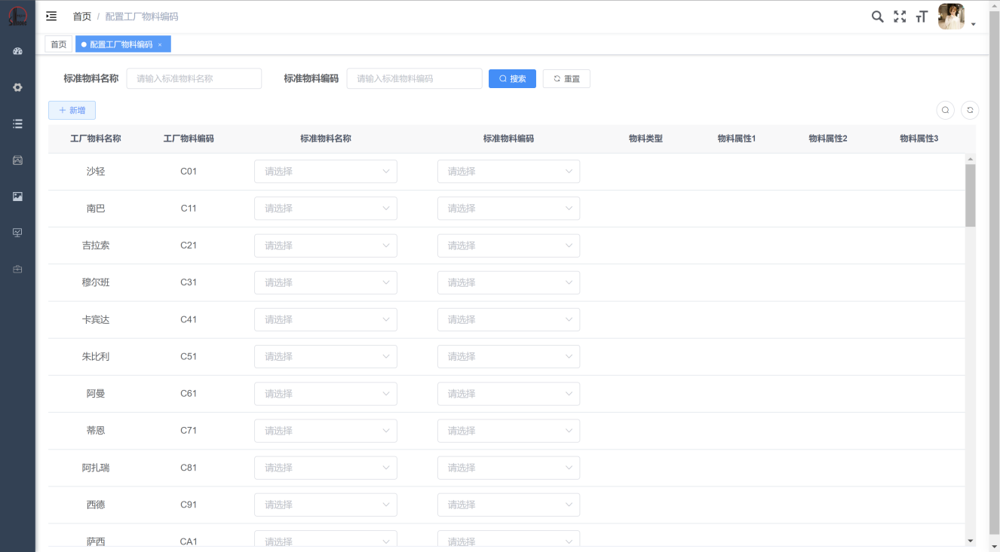 首页 / 配置工厂物料编码
首页 配置工厂物料编码 ×
标准物料名称 请输入标准物料名称 标准物料编码 请输入标准物料编码 搜索 重置
+ 新增
工厂物料名称 工厂物料编码 标准物料名称 标准物料编码 物料类型 物料属性1 物料属性2 物料属性3
沙轻 C01 请选择 请选择
南巴 C11 请选择 请选择
吉拉索 C21 请选择 请选择
穆尔班 C31 请选择 请选择
卡宾达 C41 请选择 请选择
朱比利 C51 请选择 请选择
阿曼 C61 请选择 请选择
蒂恩 C71 请选择 请选择
阿扎瑞 C81 请选择 请选择
西德 C91 请选择 请选择
萨西 CA1 请选择 请选择